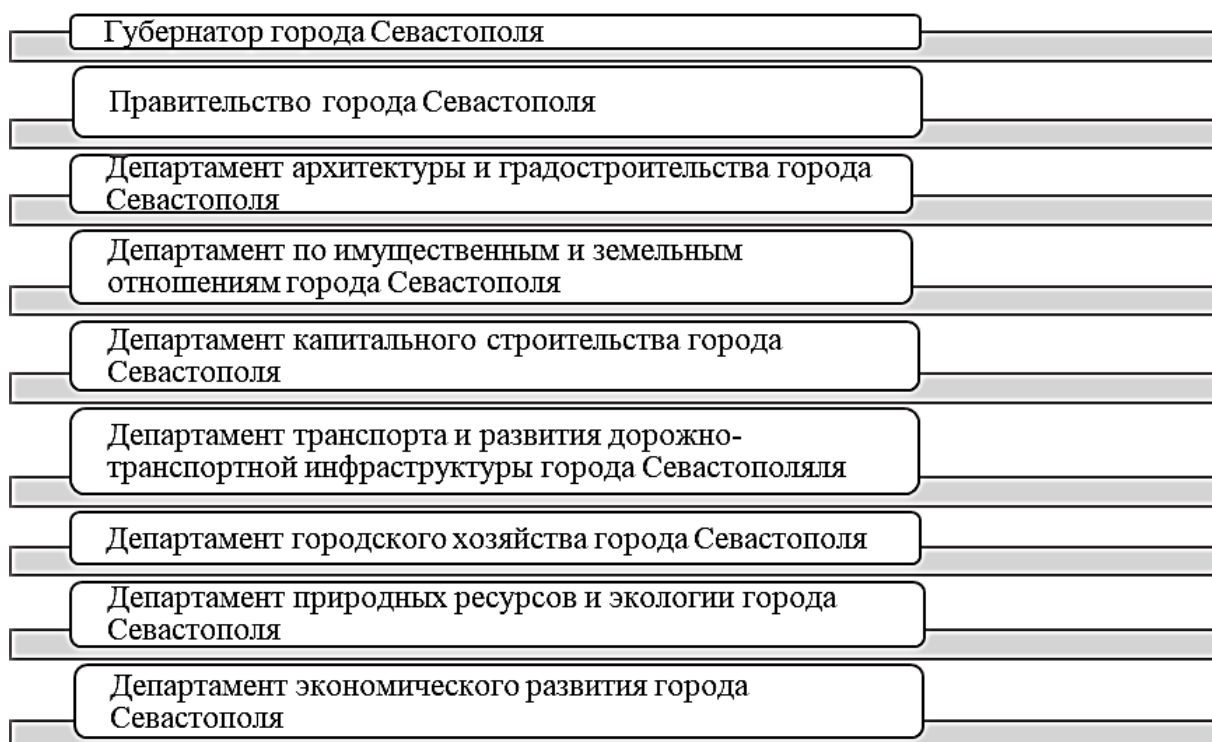 Губернатор города Севастополя
Правительство города Севастополя
Департамент архитектуры и градостроительства города
Севастополя
Департамент по имущественным и земельным
отношениям города Севастополя
Департамент капитального строительства города
Севастополя
Департамент транспорта и развития дорожно-
транспортной инфраструктуры города Севастополяля
Департамент городского хозяйства города Севастополя
Департамент природных ресурсов и экологии города
Севастополя
Департамент экономического развития города
Севастополя